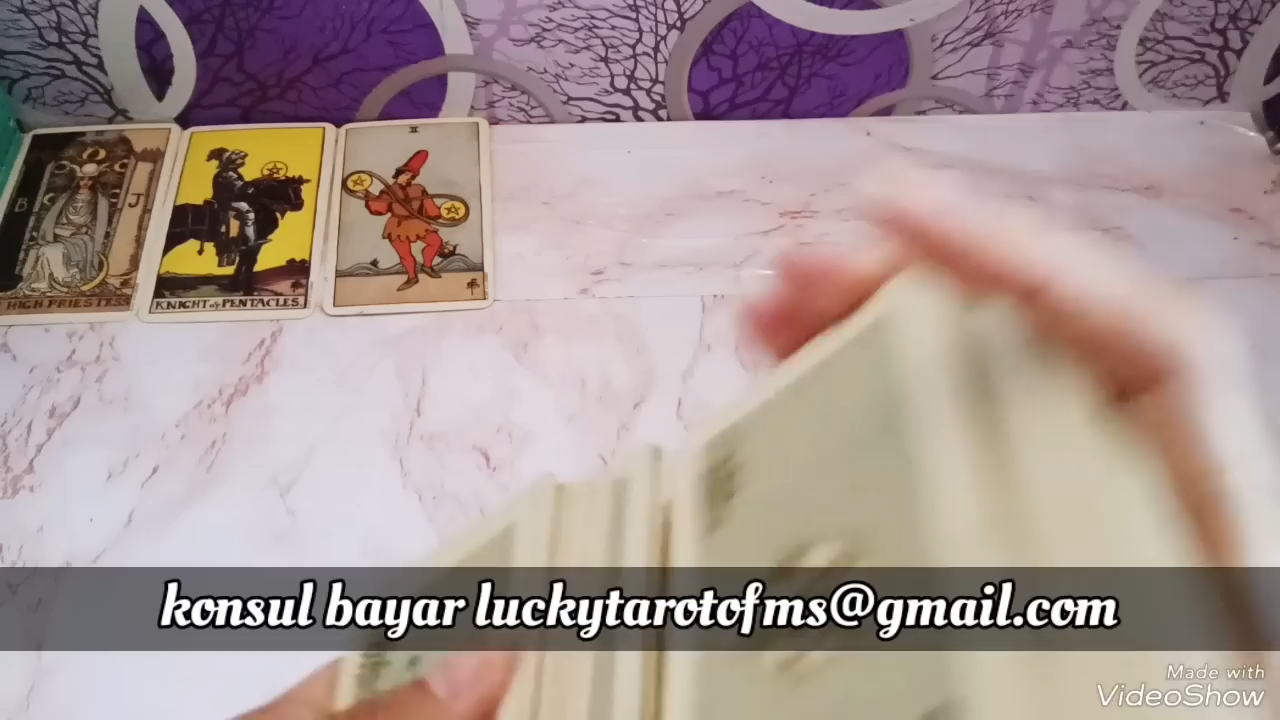 II
B
J
HIGH PRIESTESS
KNIGHT of PENTACLES.
konsul bayar luckytarotofms@gmail.com
Made with
VideoShow